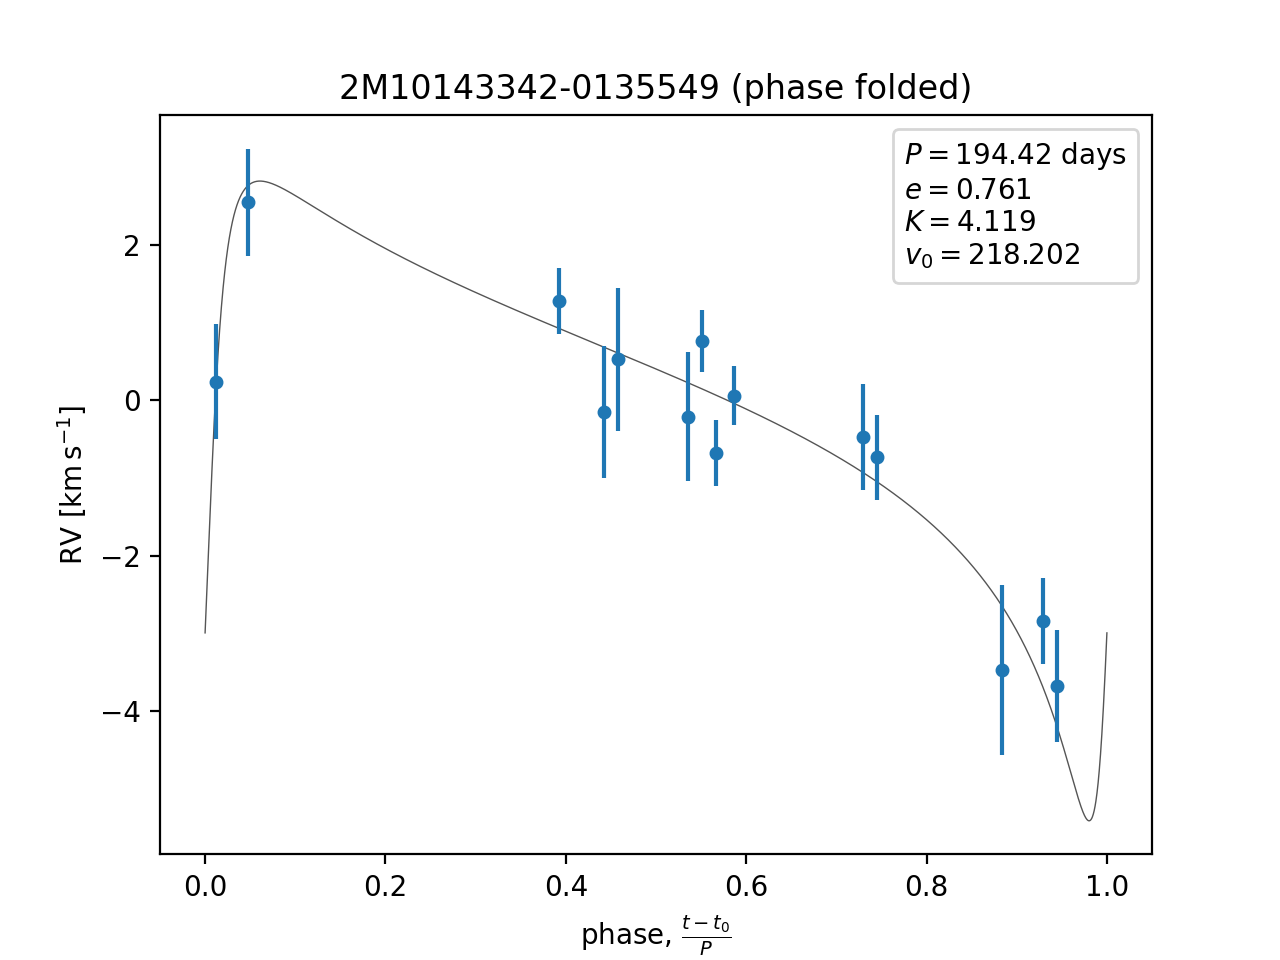 2M10143342-0135549 (phase folded)
P = 194.42 days
e = 0.761
K = 4.119
v₀ = 218.202
RV [km s⁻¹]
2
0
−2
−4
0.0 0.2 0.4 0.6 0.8 1.0
phase, (t − t₀)/P